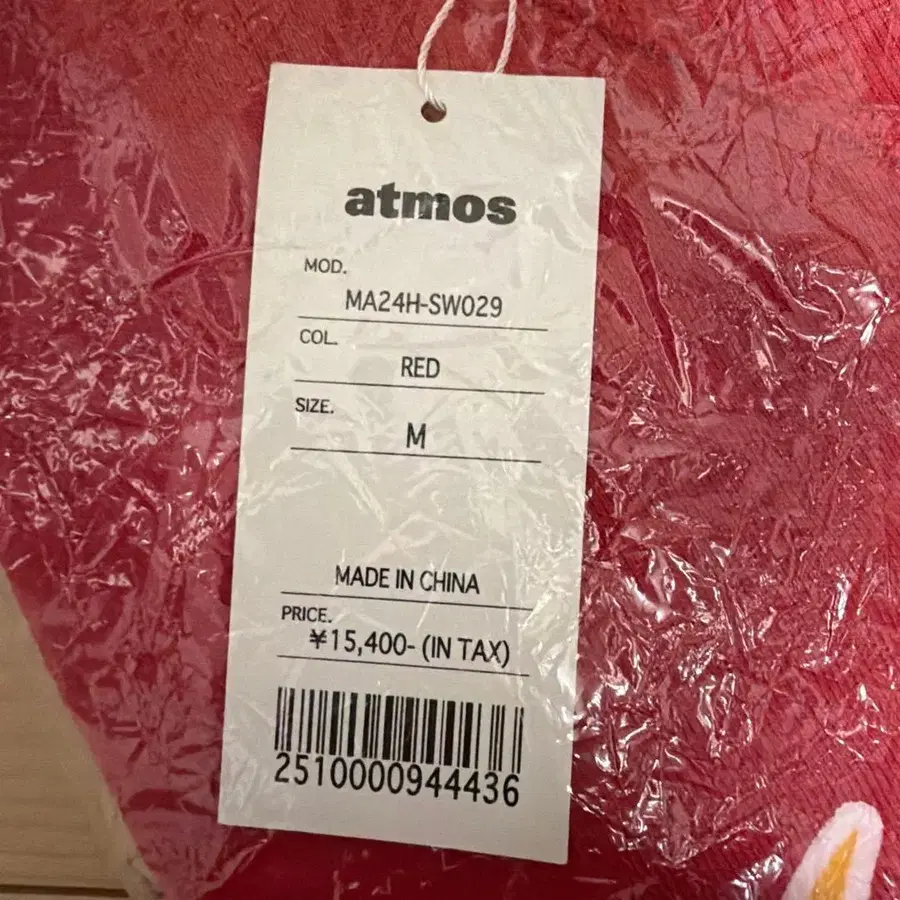 atmos
MOD.
MA24H-SW029
COL.
RED
SIZE.
M
MADE IN CHINA
PRICE.
¥15,400- (IN TAX)
2510000944436